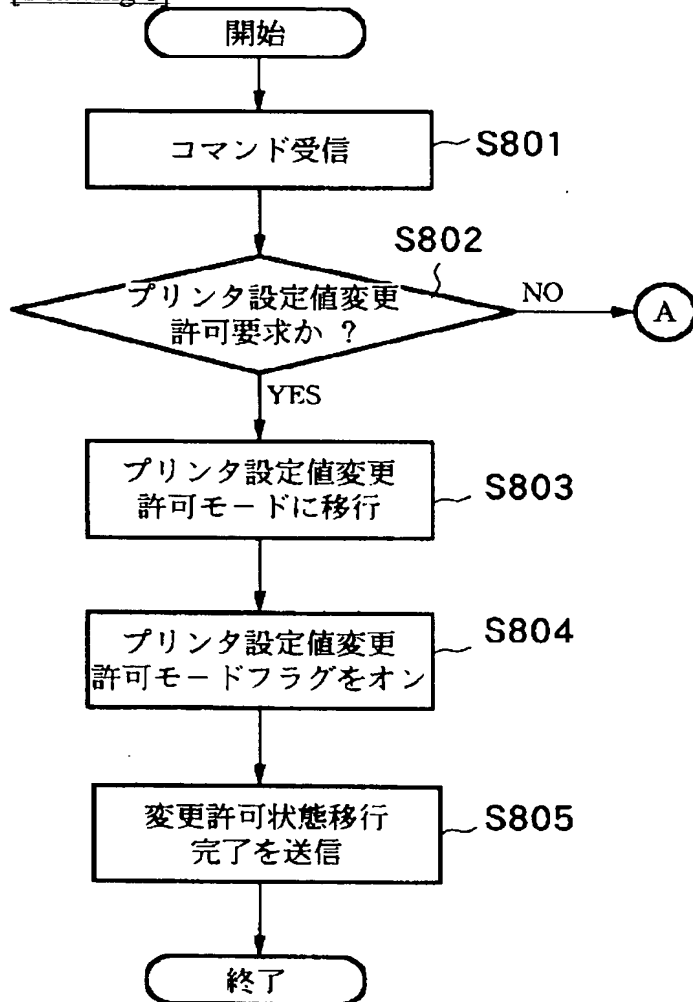 開始
コマンド受信
S801
S802
プリンタ設定値変更
許可要求か ?
NO
A
YES
プリンタ設定値変更
許可モードに移行
S803
プリンタ設定値変更
許可モードフラグをオン
S804
変更許可状態移行
完了を送信
S805
終了